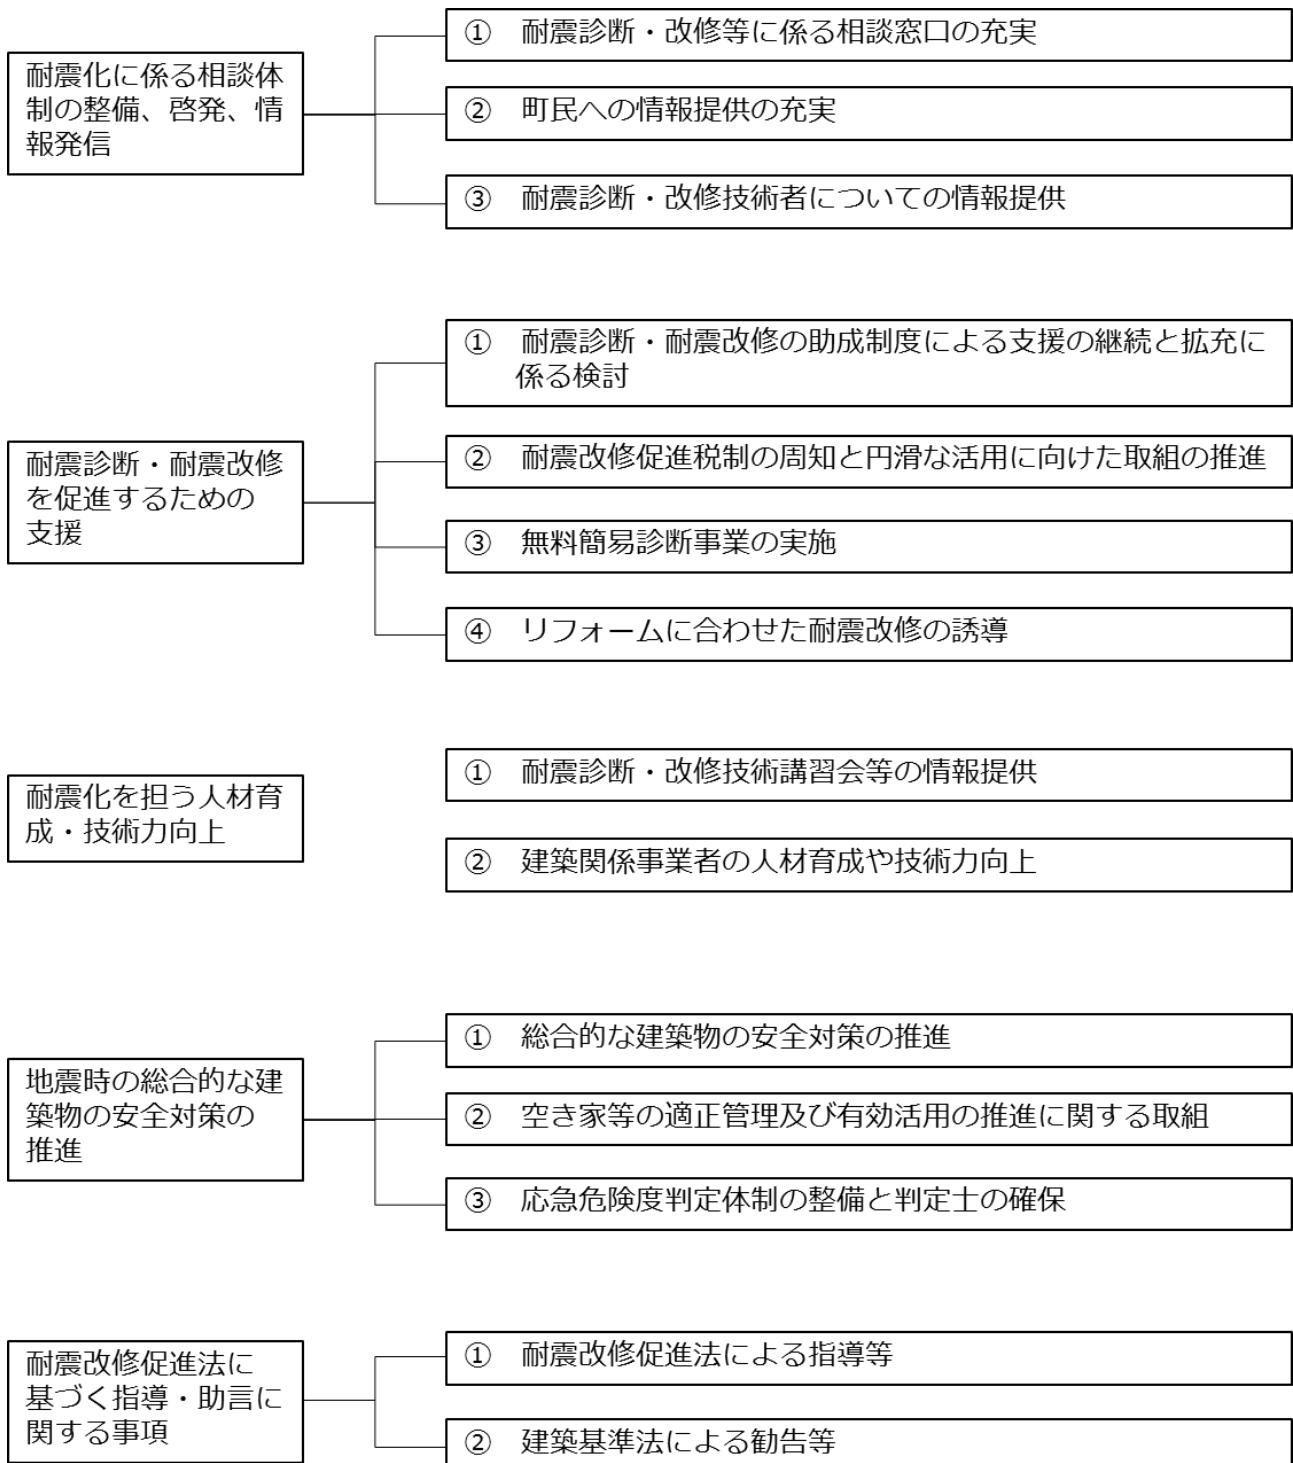 耐震化に係る相談体
制の整備、啓発、情
報発信
① 耐震診断・改修等に係る相談窓口の充実
② 町民への情報提供の充実
③ 耐震診断・改修技術者についての情報提供
耐震診断・耐震改修
を促進するための
支援
① 耐震診断・耐震改修の助成制度による支援の継続と拡充に
係る検討
② 耐震改修促進税制の周知と円滑な活用に向けた取組の推進
③ 無料簡易診断事業の実施
④ リフォームに合わせた耐震改修の誘導
耐震化を担う人材育
成・技術力向上
① 耐震診断・改修技術講習会等の情報提供
② 建築関係事業者の人材育成や技術力向上
地震時の総合的な建
築物の安全対策の
推進
① 総合的な建築物の安全対策の推進
② 空き家等の適正管理及び有効活用の推進に関する取組
③ 応急危険度判定体制の整備と判定士の確保
耐震改修促進法に
基づく指導・助言に
関する事項
① 耐震改修促進法による指導等
② 建築基準法による勧告等